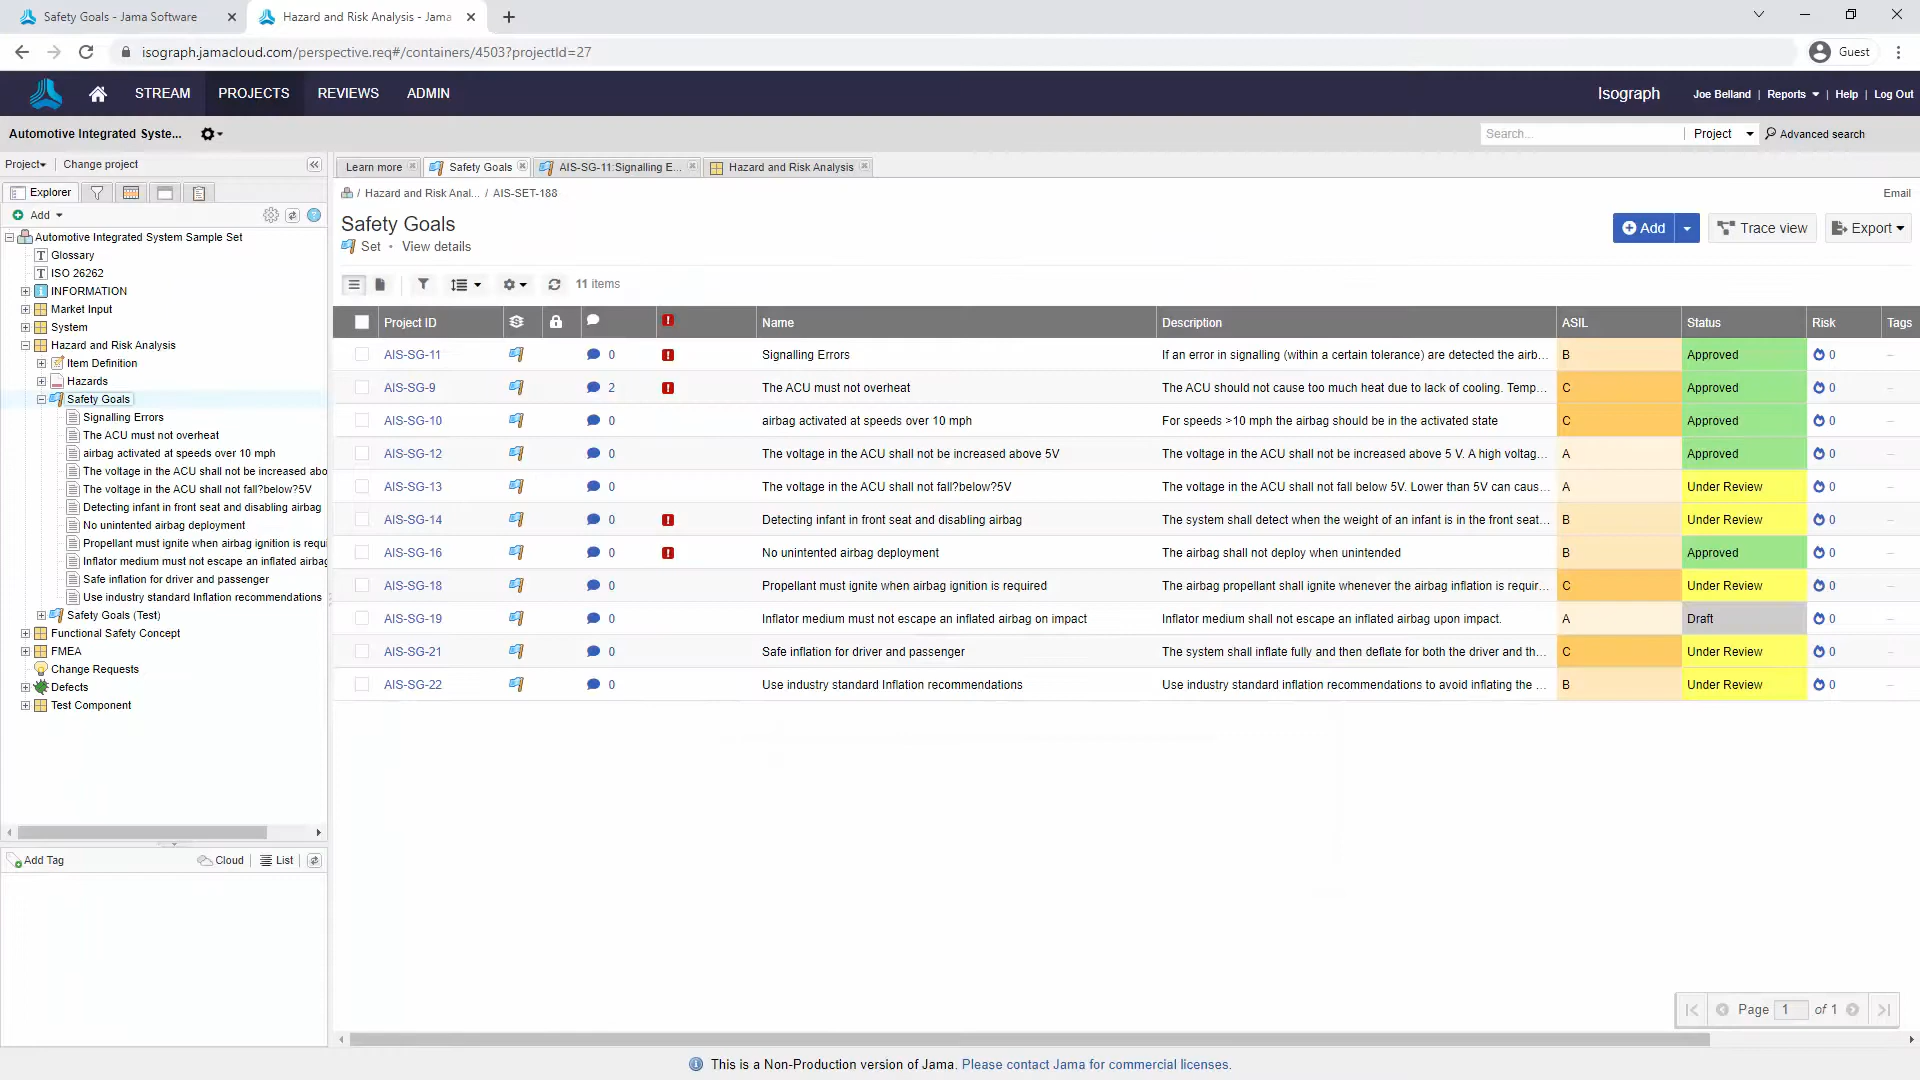 Safety Goals - Jama Software
Hazard and Risk Analysis - Jama
isograph.jamacloud.com/perspective.req#/containers/4503?projectId=27
Guest
STREAM
PROJECTS
REVIEWS
ADMIN
Isograph
Joe Belland | Reports | Help | Log Out
Automotive Integrated Syste...
Search...
Project
Advanced search
Project
Change project
Learn more
Safety Goals
AIS-SG-11:Signalling E...
Hazard and Risk Analysis
Explorer
Add
Automotive Integrated System Sample Set
Glossary
ISO 26262
INFORMATION
Market Input
System
Hazard and Risk Analysis
Item Definition
Hazards
Safety Goals
Signalling Errors
The ACU must not overheat
airbag activated at speeds over 10 mph
The voltage in the ACU shall not be increased abo
The voltage in the ACU shall not fall?below?5V
Detecting infant in front seat and disabling airbag
No unintended airbag deployment
Propellant must ignite when airbag ignition is requi
Inflator medium must not escape an inflated airbag
Safe inflation for driver and passenger
Use industry standard Inflation recommendations
Safety Goals (Test)
Functional Safety Concept
FMEA
Change Requests
Defects
Test Component
Add Tag
Cloud
List
/ Hazard and Risk Anal... / AIS-SET-188
Email
Safety Goals
Set • View details
Add
Trace view
Export
11 items
Project ID Name Description ASIL Status Risk Tags
AIS-SG-11 0 Signalling Errors If an error in signalling (within a certain tolerance) are detected the airb... B Approved 0 –
AIS-SG-9 2 The ACU must not overheat The ACU should not cause too much heat due to lack of cooling. Temp... C Approved 0 –
AIS-SG-10 0 airbag activated at speeds over 10 mph For speeds >10 mph the airbag should be in the activated state C Approved 0 –
AIS-SG-12 0 The voltage in the ACU shall not be increased above 5V The voltage in the ACU shall not be increased above 5 V. A high voltag... A Approved 0 –
AIS-SG-13 0 The voltage in the ACU shall not fall?below?5V The voltage in the ACU shall not fall below 5V. Lower than 5V can caus... A Under Review 0 –
AIS-SG-14 0 Detecting infant in front seat and disabling airbag The system shall detect when the weight of an infant is in the front seat... B Under Review 0 –
AIS-SG-16 0 No unintended airbag deployment The airbag shall not deploy when unintended B Approved 0 –
AIS-SG-18 0 Propellant must ignite when airbag ignition is required The airbag propellant shall ignite whenever the airbag inflation is requir... C Under Review 0 –
AIS-SG-19 0 Inflator medium must not escape an inflated airbag on impact Inflator medium shall not escape an inflated airbag upon impact. A Draft 0 –
AIS-SG-21 0 Safe inflation for driver and passenger The system shall inflate fully and then deflate for both the driver and th... C Under Review 0 –
AIS-SG-22 0 Use industry standard Inflation recommendations Use industry standard inflation recommendations to avoid inflating the ... B Under Review 0 –
Page 1 of 1
This is a Non-Production version of Jama. Please contact Jama for commercial licenses.